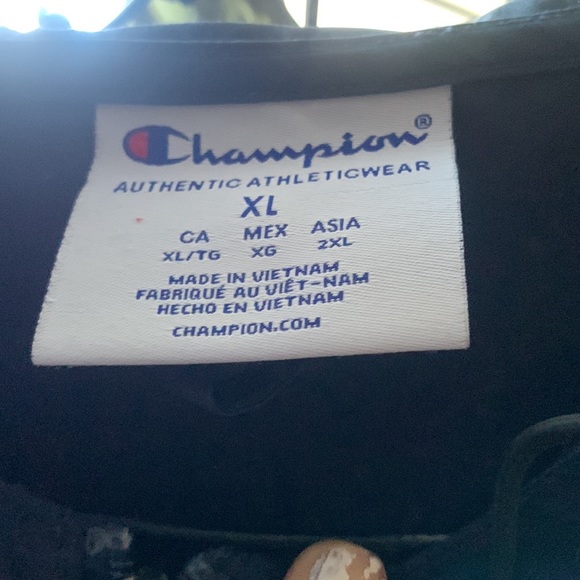 Champion®
AUTHENTIC ATHLETICWEAR
XL
CA MEX ASIA
XL/TG XG 2XL
MADE IN VIETNAM
FABRIQUÉ AU VIÊT-NAM
HECHO EN VIETNAM
CHAMPION.COM